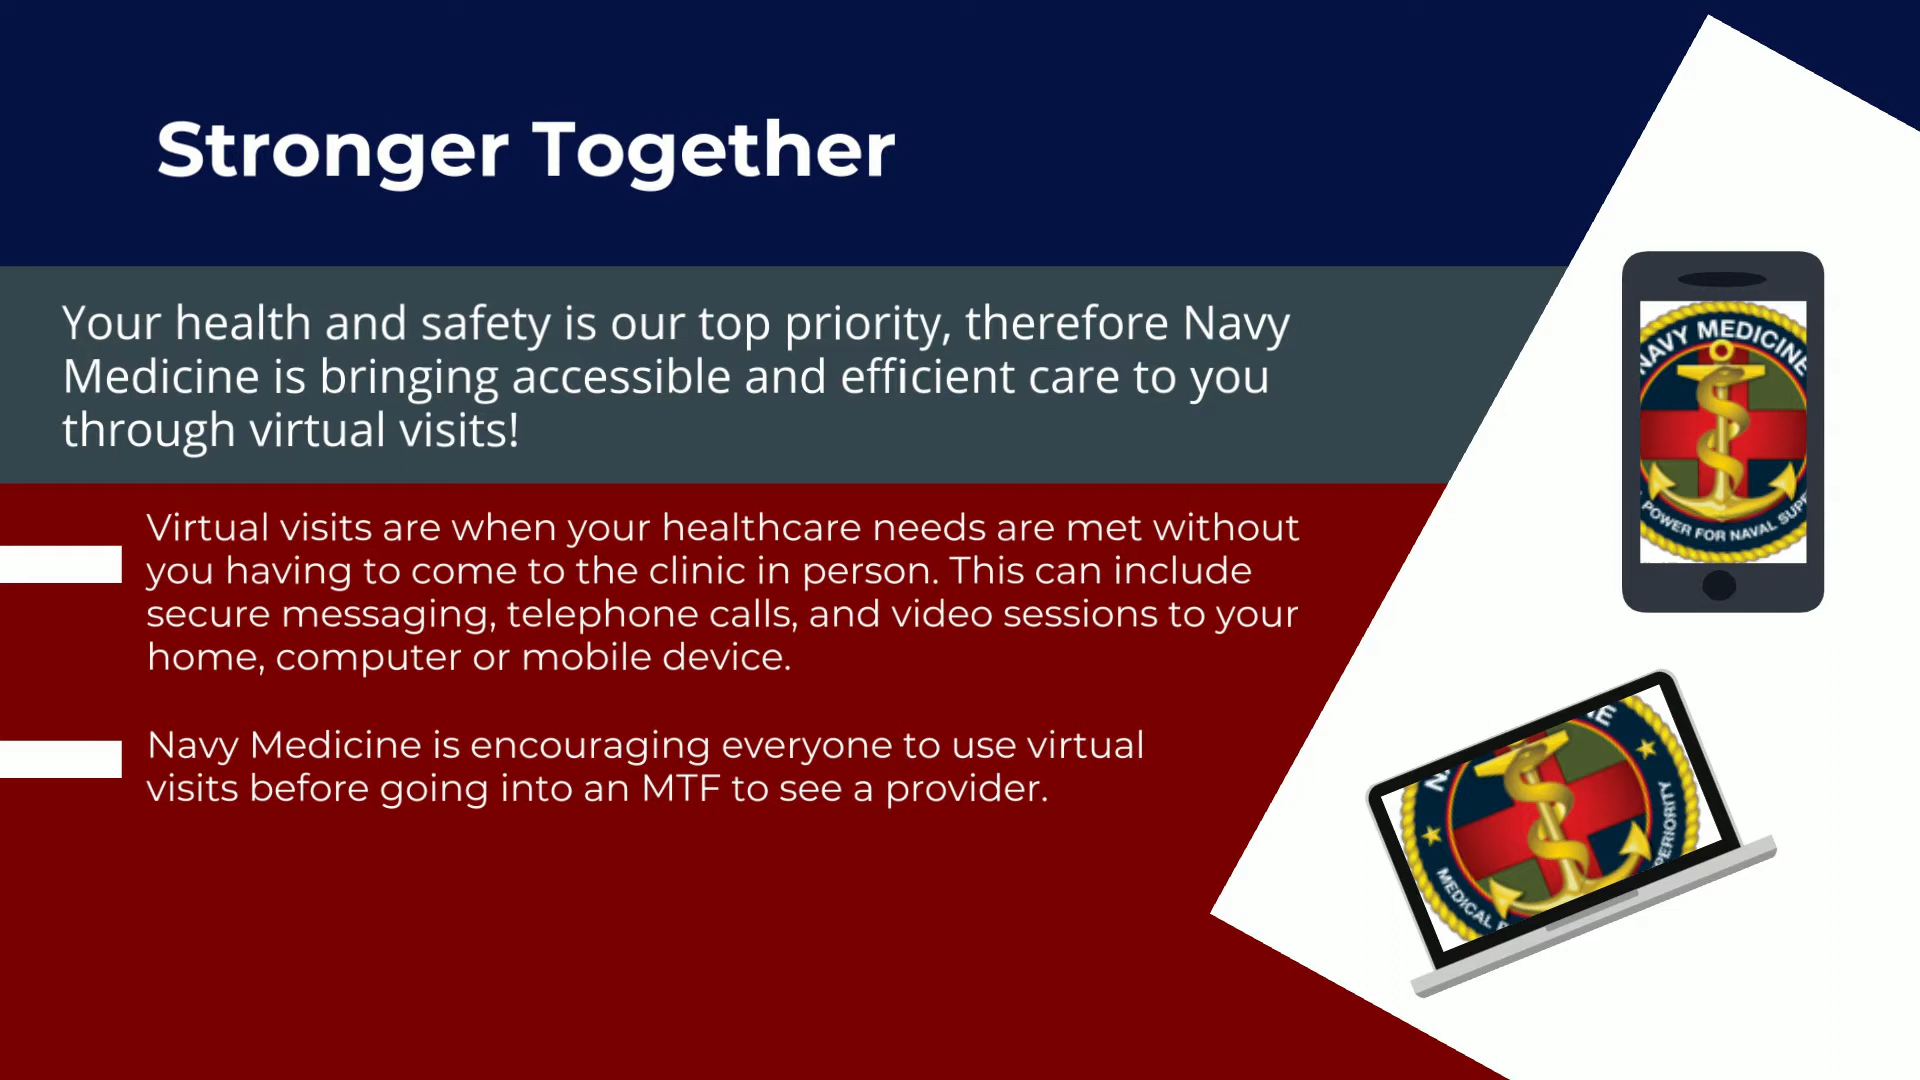 Stronger Together
Your health and safety is our top priority, therefore Navy
Medicine is bringing accessible and efficient care to you
through virtual visits!
Virtual visits are when your healthcare needs are met without
you having to come to the clinic in person. This can include
secure messaging, telephone calls, and video sessions to your
home, computer or mobile device.
Navy Medicine is encouraging everyone to use virtual
visits before going into an MTF to see a provider.
NAVY MEDICINE
POWER FOR NAVAL
MEDICAL